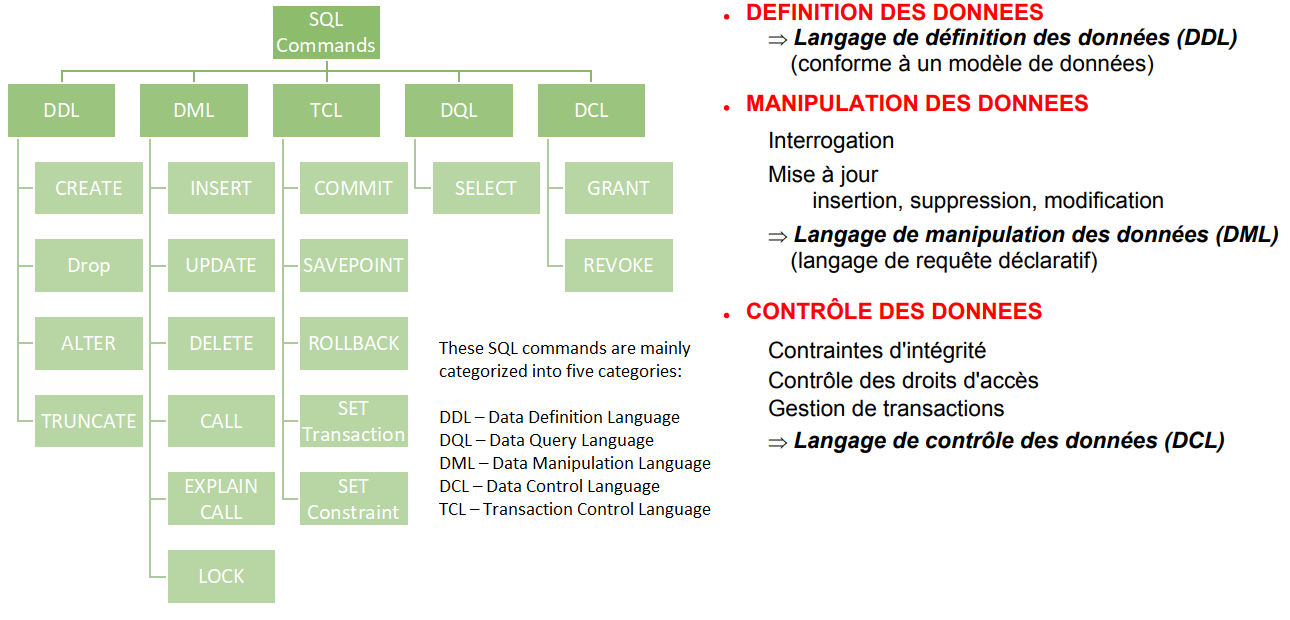 SQL
Commands
DDL
DML
TCL
DQL
DCL
CREATE
INSERT
COMMIT
SELECT
GRANT
Drop
UPDATE
SAVEPOINT
REVOKE
ALTER
DELETE
ROLLBACK
TRUNCATE
CALL
SET
Transaction
EXPLAIN
CALL
SET
Constraint
LOCK
These SQL commands are mainly
categorized into five categories:
DDL – Data Definition Language
DQL – Data Query Language
DML – Data Manipulation Language
DCL – Data Control Language
TCL – Transaction Control Language
• DEFINITION DES DONNEES
⇒ Langage de définition des données (DDL)
(conforme à un modèle de données)
• MANIPULATION DES DONNEES
Interrogation
Mise à jour
insertion, suppression, modification
⇒ Langage de manipulation des données (DML)
(langage de requête déclaratif)
• CONTRÔLE DES DONNEES
Contraintes d'intégrité
Contrôle des droits d'accès
Gestion de transactions
⇒ Langage de contrôle des données (DCL)